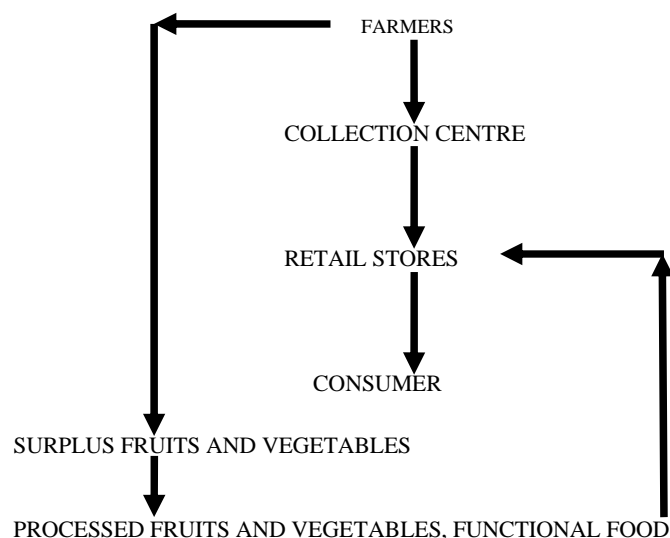 FARMERS
COLLECTION CENTRE
RETAIL STORES
CONSUMER
SURPLUS FRUITS AND VEGETABLES
PROCESSED FRUITS AND VEGETABLES, FUNCTIONAL FOOD